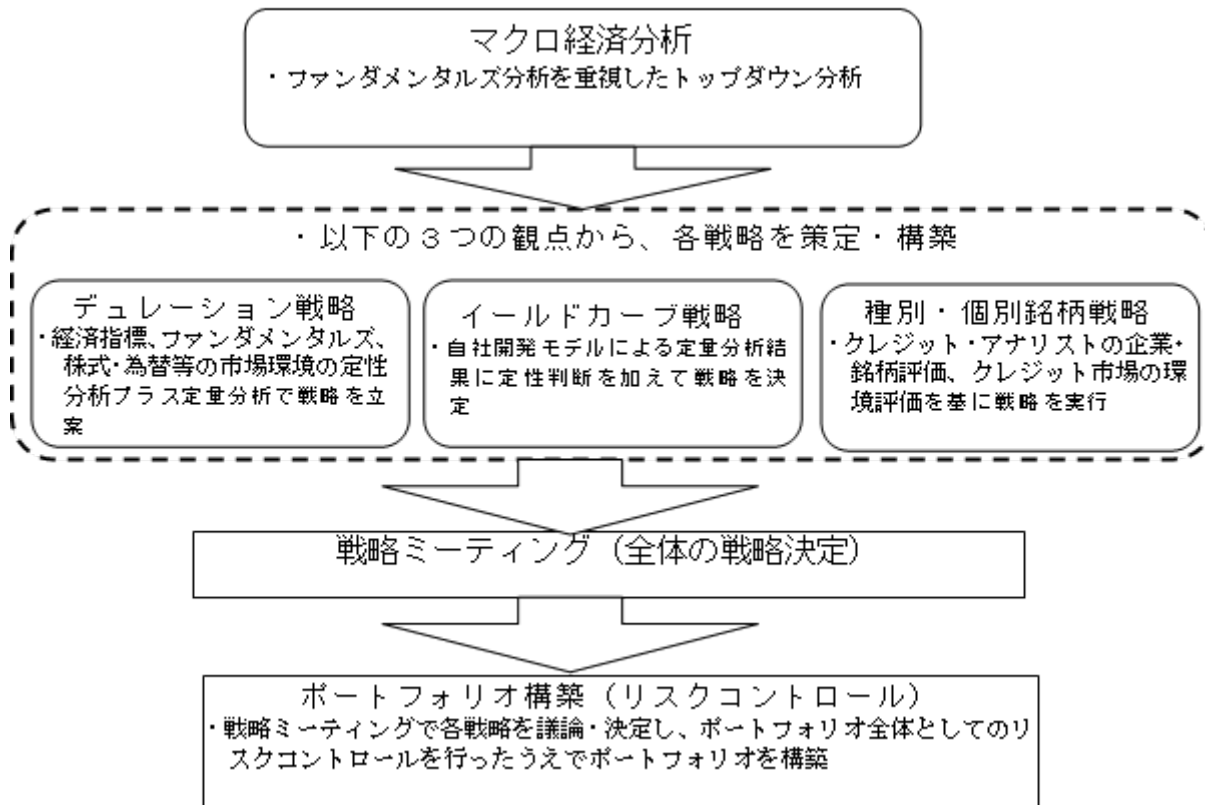 マクロ経済分析
・ファンダメンタルズ分析を重視したトップダウン分析
・以下の３つの観点から、各戦略を策定・構築
デュレーション戦略
・経済指標、ファンダメンタルズ、
株式・為替等の市場環境の定性
分析プラス定量分析で戦略を立
案
イールドカーブ戦略
・自社開発モデルによる定量分析結
果に定性判断を加えて戦略を決
定
種別・個別銘柄戦略
・クレジット・アナリストの企業・
銘柄評価、クレジット市場の環
境評価を基に戦略を実行
戦略ミーティング（全体の戦略決定）
ポートフォリオ構築（リスクコントロール）
・戦略ミーティングで各戦略を議論・決定し、ポートフォリオ全体としてのリ
スクコントロールを行ったうえでポートフォリオを構築